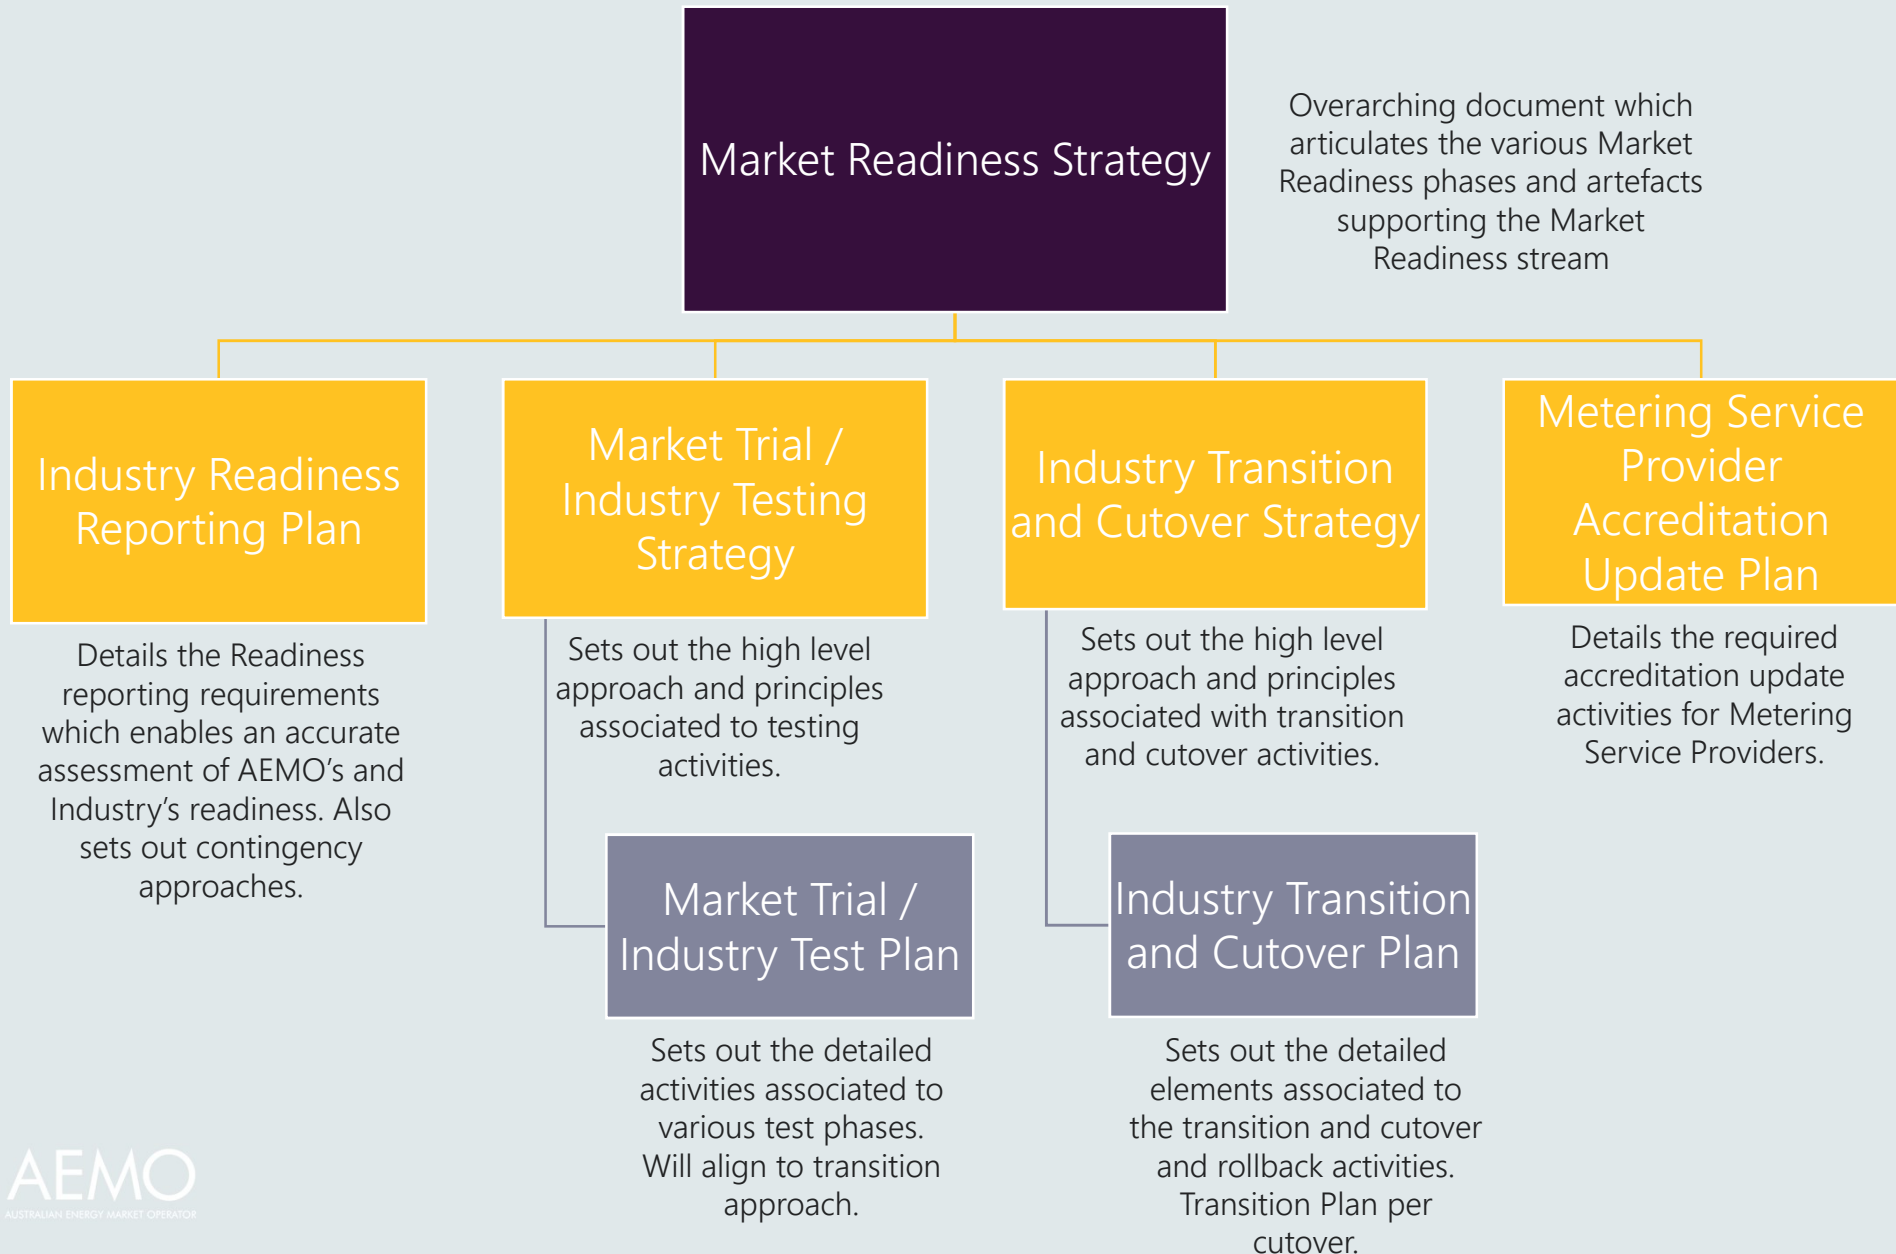 Market Readiness Strategy
Overarching document which
articulates the various Market
Readiness phases and artefacts
supporting the Market
Readiness stream
Industry Readiness
Reporting Plan
Details the Readiness
reporting requirements
which enables an accurate
assessment of AEMO’s and
Industry’s readiness. Also
sets out contingency
approaches.
Market Trial /
Industry Testing
Strategy
Sets out the high level
approach and principles
associated to testing
activities.
Market Trial /
Industry Test Plan
Sets out the detailed
activities associated to
various test phases.
Will align to transition
approach.
Industry Transition
and Cutover Strategy
Sets out the high level
approach and principles
associated with transition
and cutover activities.
Industry Transition
and Cutover Plan
Sets out the detailed
elements associated to
the transition and cutover
and rollback activities.
Transition Plan per
cutover.
Metering Service
Provider
Accreditation
Update Plan
Details the required
accreditation update
activities for Metering
Service Providers.
AEMO
AUSTRALIAN ENERGY MARKET OPERATOR